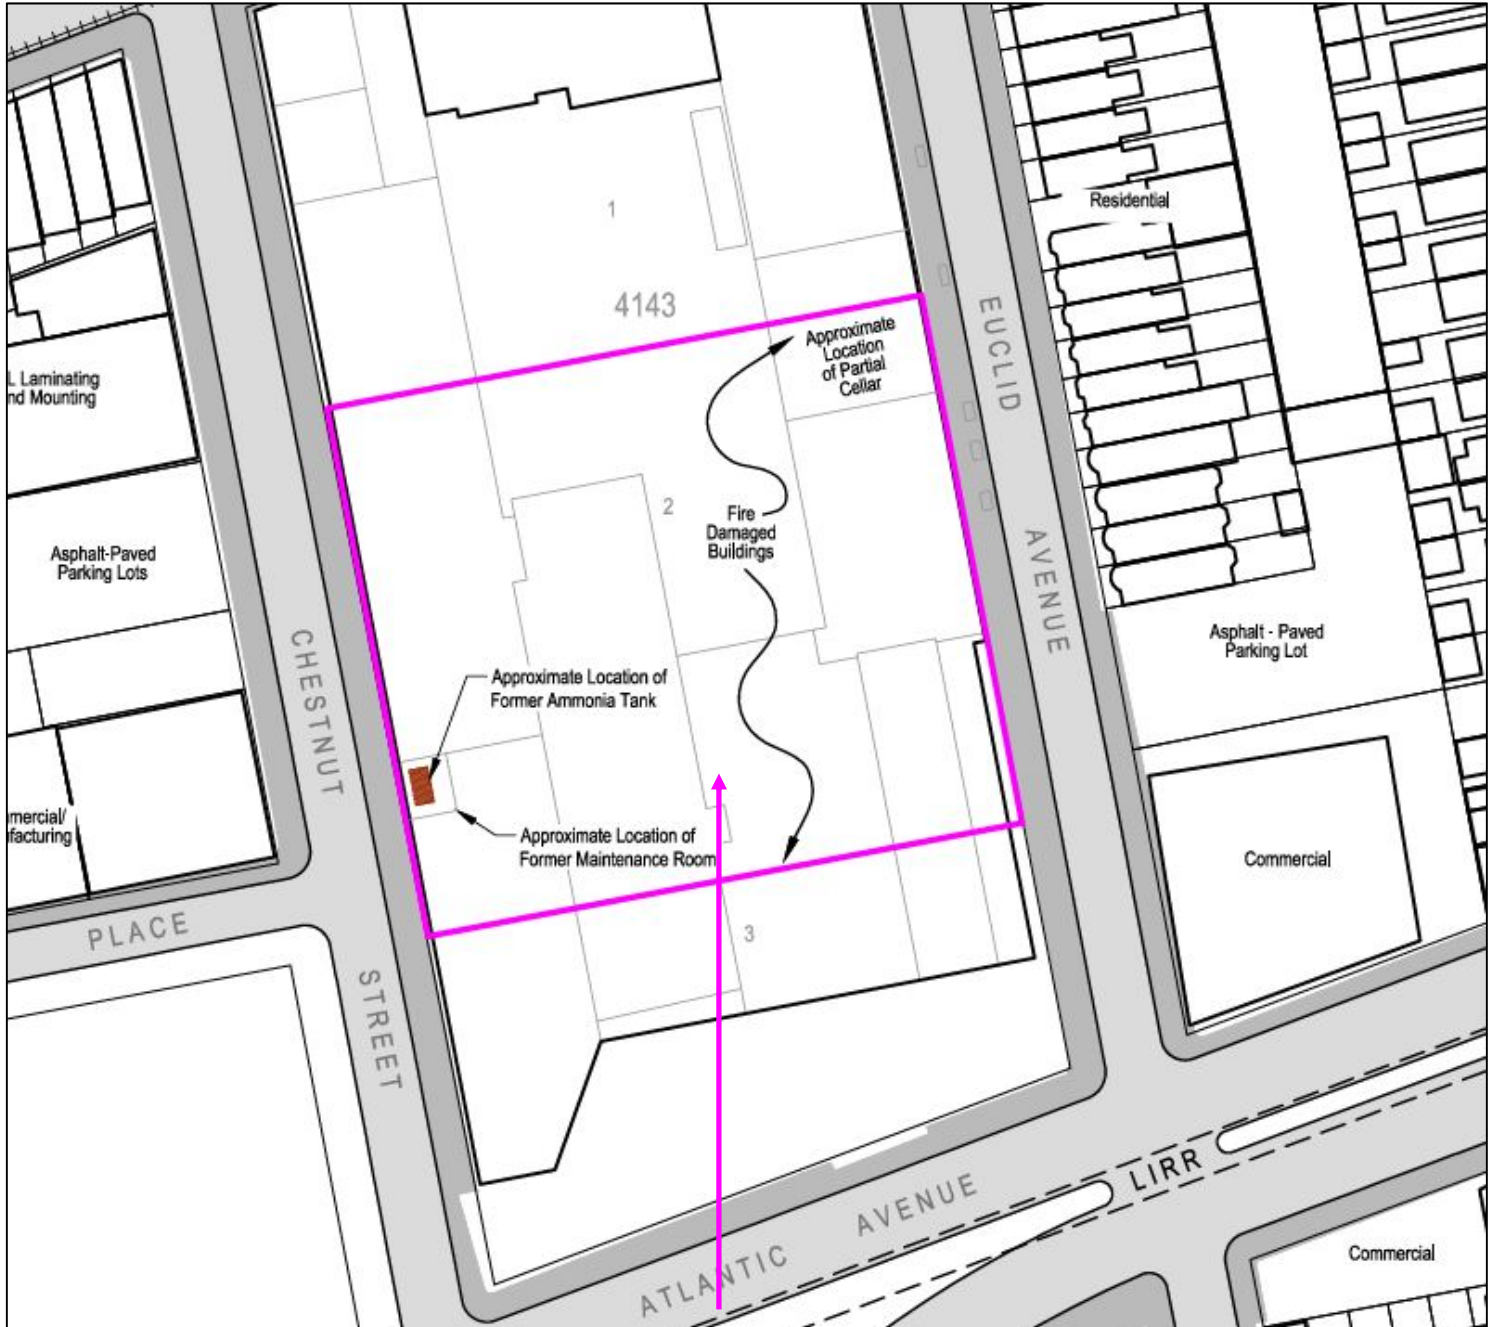 Residential
1
4143
EUCLID
AVENUE
Approximate
Location
of Partial
Cellar
L Laminating
nd Mounting
2
Fire
Damaged
Buildings
Asphalt-Paved
Parking Lots
Asphalt - Paved
Parking Lot
CHESTNUT
STREET
Approximate Location of
Former Ammonia Tank
Approximate Location of
Former Maintenance Room
mmercial/
ufacturing
Commercial
PLACE
3
LIRR
ATLANTIC AVENUE
Commercial